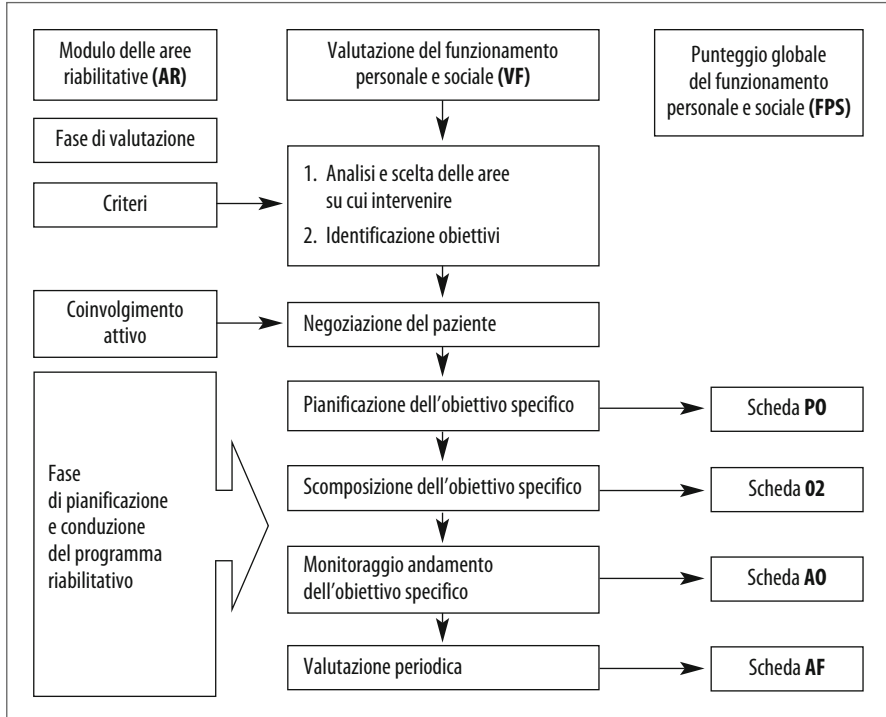 Modulo delle aree
riabilitative (AR)
Valutazione del funzionamento
personale e sociale (VF)
Punteggio globale
del funzionamento
personale e sociale (FPS)
Fase di valutazione
Criteri
1. Analisi e scelta delle aree
su cui intervenire
2. Identificazione obiettivi
Coinvolgimento
attivo
Negoziazione del paziente
Fase
di pianificazione
e conduzione
del programma
riabilitativo
Pianificazione dell'obiettivo specifico
Scheda PO
Scomposizione dell'obiettivo specifico
Scheda 02
Monitoraggio andamento
dell'obiettivo specifico
Scheda AO
Valutazione periodica
Scheda AF